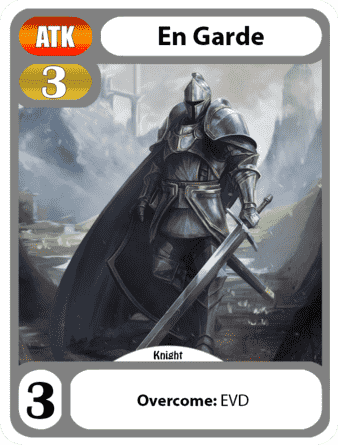 ATK
En Garde
3
Knight
3
Overcome: EVD